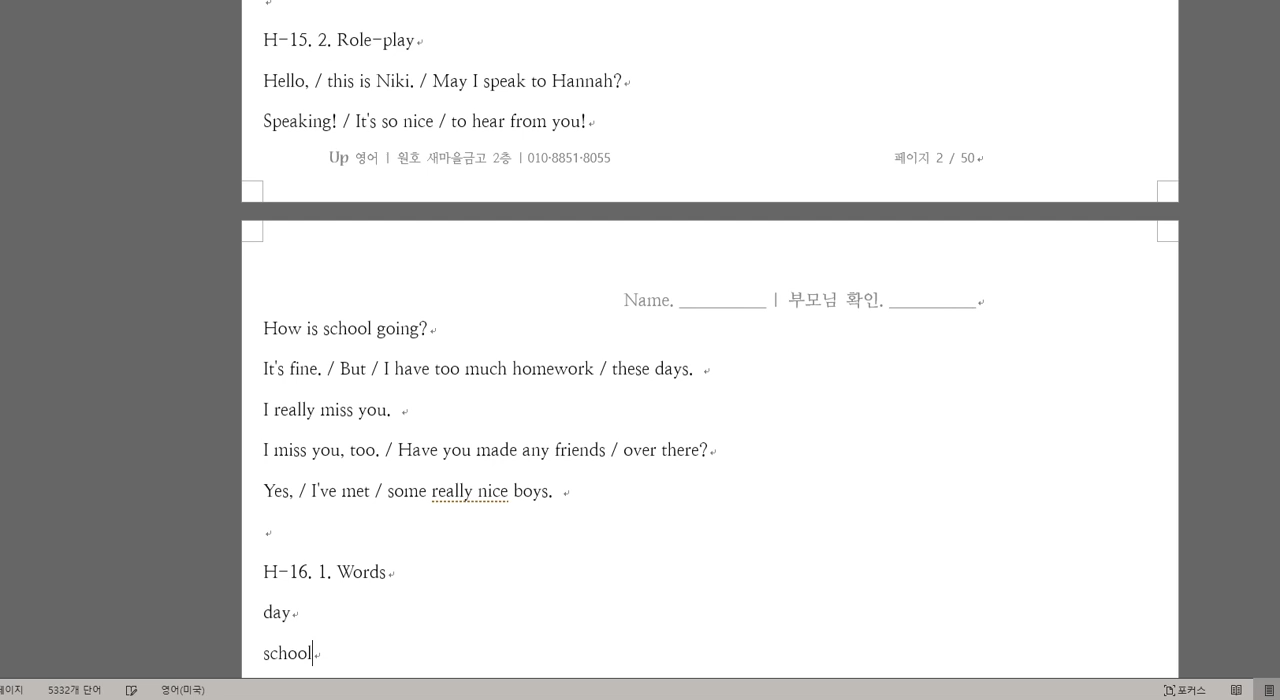 H-15. 2. Role-play
Hello, / this is Niki. / May I speak to Hannah?
Speaking! / It's so nice / to hear from you!
Up 영어 | 원호 새마을금고 2층 | 010·8851·8055 페이지 2 / 50
Name. __________ | 부모님 확인. __________
How is school going?
It's fine. / But / I have too much homework / these days.
I really miss you.
I miss you, too. / Have you made any friends / over there?
Yes, / I've met / some really nice boys.
H-16. 1. Words
day
school
페이지 5332개 단어 영어(미국) 포커스